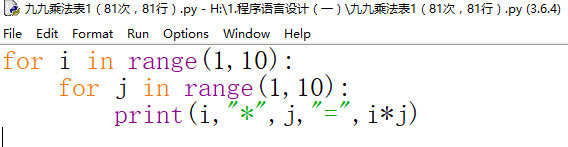 九九乘法表1（81次，81行）.py - H:\1.程序语言设计（一）\九九乘法表1（81次，81行）.py (3.6.4)
File Edit Format Run Options Window Help
for i in range(1,10):
    for j in range(1,10):
        print(i,"*",j,"=",i*j)